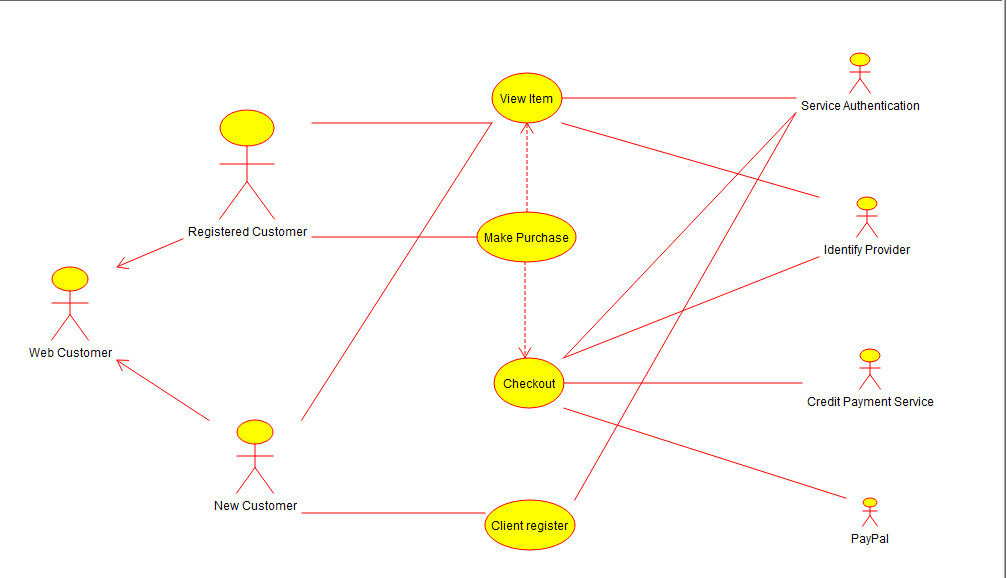 View Item
Service Authentication
Registered Customer
Make Purchase
Identify Provider
Web Customer
Checkout
Credit Payment Service
New Customer
Client register
PayPal